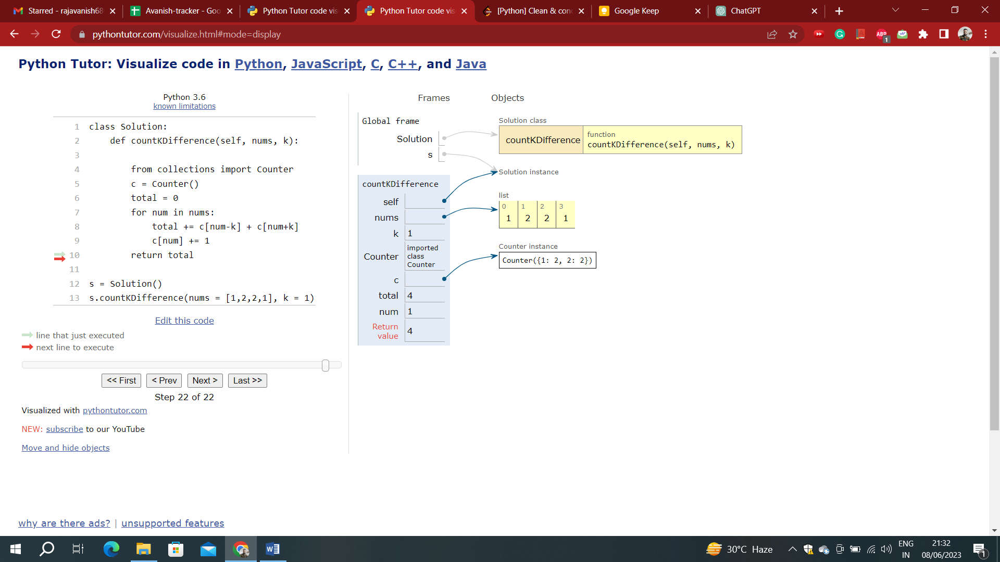 Starred - rajavanish68
Avanish-tracker - Goo
Python Tutor code vis
Python Tutor code vis
[Python] Clean & con
Google Keep
ChatGPT
pythontutor.com/visualize.html#mode=display
ABP
1
Python Tutor: Visualize code in Python, JavaScript, C, C++, and Java
Python 3.6
known limitations
1 class Solution:
2 def countKDifference(self, nums, k):
3
4 from collections import Counter
5 c = Counter()
6 total = 0
7 for num in nums:
8 total += c[num-k] + c[num+k]
9 c[num] += 1
10 return total
11
12 s = Solution()
13 s.countKDifference(nums = [1,2,2,1], k = 1)
Edit this code
line that just executed
next line to execute
<< First
< Prev
Next >
Last >>
Step 22 of 22
Visualized with pythontutor.com
NEW: subscribe to our YouTube
Move and hide objects
Frames
Objects
Global frame
Solution
s
countKDifference
self
nums
k 1
Counter
imported
class
Counter
c
total 4
num 1
Return
value
4
Solution class
countKDifference
function
countKDifference(self, nums, k)
Solution instance
list
0 1 2 3
1 2 2 1
Counter instance
Counter({1: 2, 2: 2})
why are there ads? | unsupported features
30°C Haze
ENG
IN
21:32
08/06/2023
1